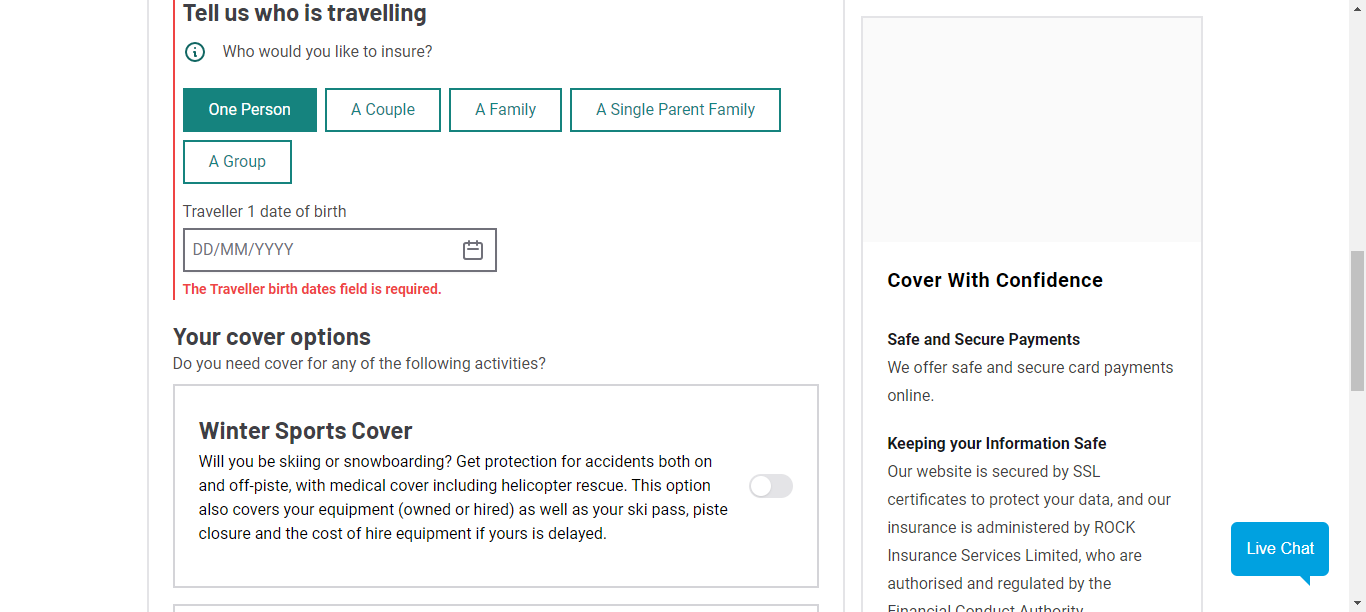 Tell us who is travelling
Who would you like to insure?
One Person
A Couple
A Family
A Single Parent Family
A Group
Traveller 1 date of birth
DD/MM/YYYY
The Traveller birth dates field is required.
Your cover options
Do you need cover for any of the following activities?
Winter Sports Cover
Will you be skiing or snowboarding? Get protection for accidents both on
and off-piste, with medical cover including helicopter rescue. This option
also covers your equipment (owned or hired) as well as your ski pass, piste
closure and the cost of hire equipment if yours is delayed.
Cover With Confidence
Safe and Secure Payments
We offer safe and secure card payments
online.
Keeping your Information Safe
Our website is secured by SSL
certificates to protect your data, and our
insurance is administered by ROCK
Insurance Services Limited, who are
authorised and regulated by the
Financial Conduct Authority
Live Chat